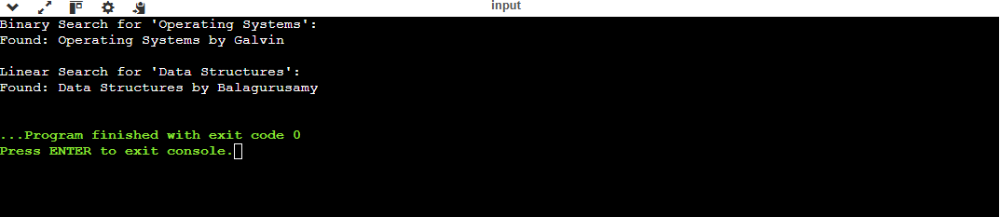 input
Binary Search for 'Operating Systems':
Found: Operating Systems by Galvin
Linear Search for 'Data Structures':
Found: Data Structures by Balagurusamy
...Program finished with exit code 0
Press ENTER to exit console.